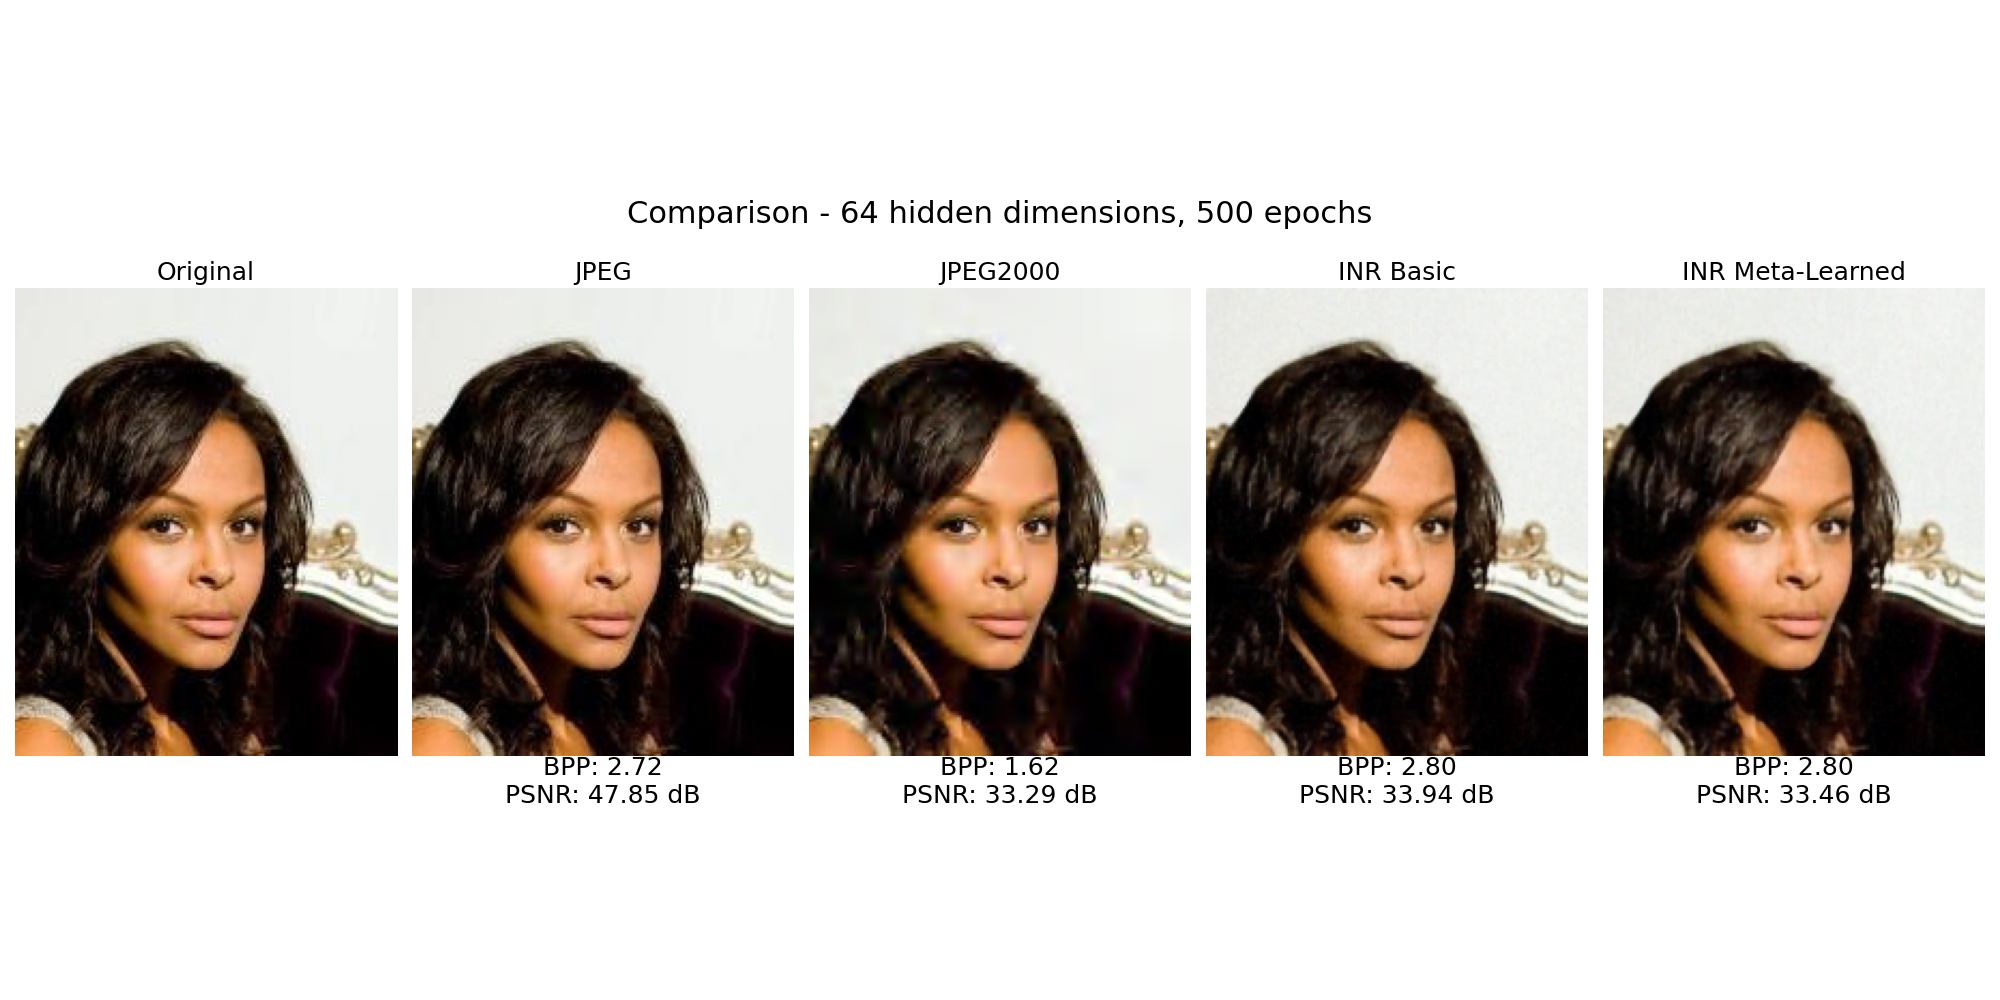 Comparison - 64 hidden dimensions, 500 epochs
Original
JPEG
JPEG2000
INR Basic
INR Meta-Learned
BPP: 2.72
PSNR: 47.85 dB
BPP: 1.62
PSNR: 33.29 dB
BPP: 2.80
PSNR: 33.94 dB
BPP: 2.80
PSNR: 33.46 dB